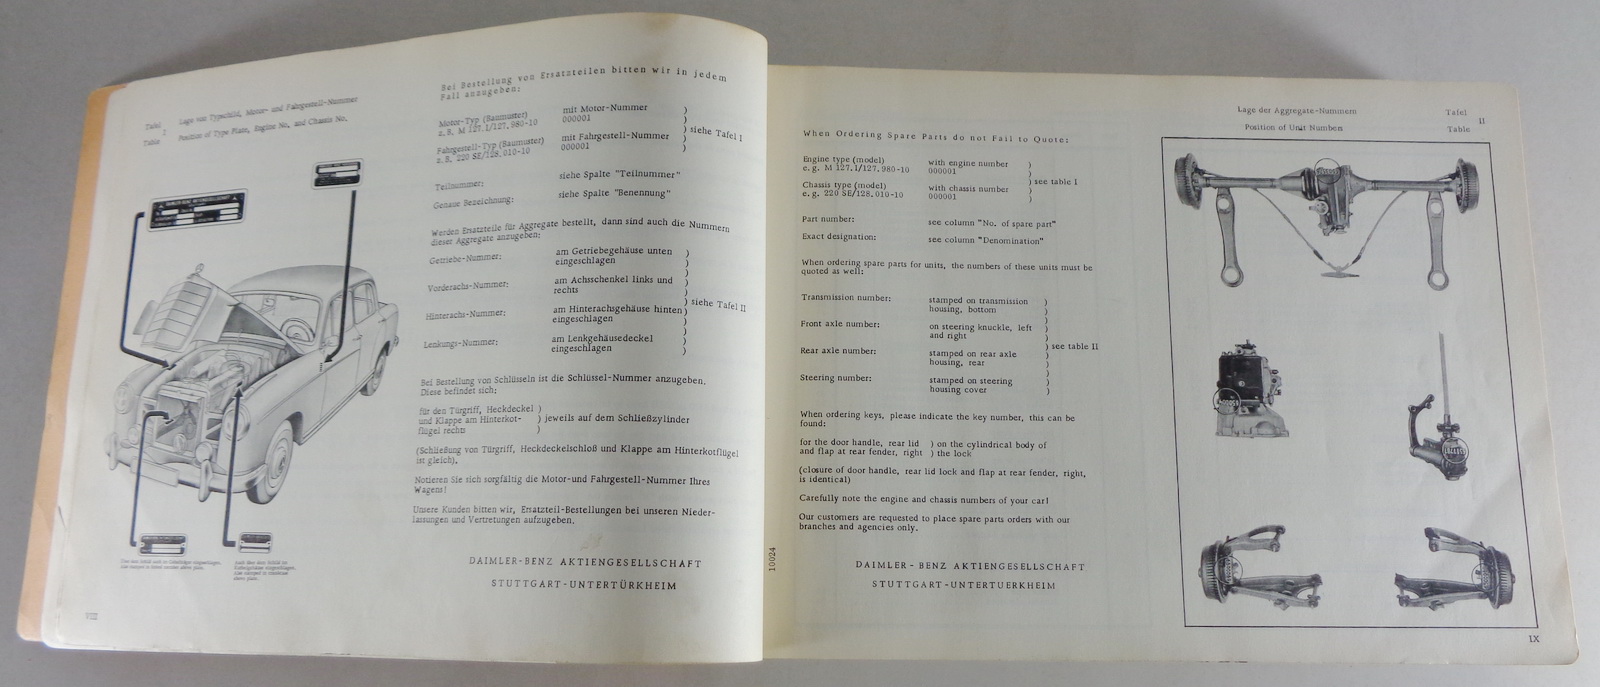 Tafel I Lage von Typschild, Motor- und Fahrgestell-Nummer
Table Position of Type Plate, Engine No. and Chassis No.
VIII
Bei Bestellung von Ersatzteilen bitten wir in jedem
Fall anzugeben:
Motor-Typ (Baumuster) mit Motor-Nummer )
z.B. M 127.1/127.980-10 000001 )
) siehe Tafel I
Fahrgestell-Typ (Baumuster) mit Fahrgestell-Nummer )
z.B. 220 SE/128.010-10 000001 )
Teilnummer: siehe Spalte "Teilnummer"
Genaue Bezeichnung: siehe Spalte "Benennung"
Werden Ersatzteile für Aggregate bestellt, dann sind auch die Nummern
dieser Aggregate anzugeben:
Getriebe-Nummer: am Getriebegehäuse unten )
eingeschlagen )
Vorderachs-Nummer: am Achsschenkel links und )
rechts )
Hinterachs-Nummer: am Hinterachsgehäuse hinten ) siehe Tafel II
eingeschlagen )
Lenkungs-Nummer: am Lenkgehäusedeckel )
eingeschlagen )
Bei Bestellung von Schlüsseln ist die Schlüssel-Nummer anzugeben.
Diese befindet sich:
für den Türgriff, Heckdeckel )
und Klappe am Hinterkot- ) jeweils auf dem Schließzylinder
flügel rechts )
(Schließung von Türgriff, Heckdeckelschloß und Klappe am Hinterkotflügel
ist gleich).
Notieren Sie sich sorgfältig die Motor-und Fahrgestell-Nummer Ihres
Wagens!
Unsere Kunden bitten wir, Ersatzteil-Bestellungen bei unseren Nieder-
lassungen und Vertretungen aufzugeben.
DAIMLER-BENZ AKTIENGESELLSCHAFT
STUTTGART-UNTERTÜRKHEIM
10024
When Ordering Spare Parts do not Fail to Quote:
Engine type (model) with engine number )
e.g. M 127.1/127.980-10 000001 )
) see table I
Chassis type (model) with chassis number )
e.g. 220 SE/128.010-10 000001 )
Part number: see column "No. of spare part"
Exact designation: see column "Denomination"
When ordering spare parts for units, the numbers of these units must be
quoted as well:
Transmission number: stamped on transmission )
housing, bottom )
Front axle number: on steering knuckle, left )
and right )
) see table II
Rear axle number: stamped on rear axle )
housing, rear )
Steering number: stamped on steering )
housing cover )
When ordering keys, please indicate the key number, this can be
found:
for the door handle, rear lid ) on the cylindrical body of
and flap at rear fender, right ) the lock
(closure of door handle, rear lid lock and flap at rear fender, right,
is identical)
Carefully note the engine and chassis numbers of your car!
Our customers are requested to place spare parts orders with our
branches and agencies only.
DAIMLER-BENZ AKTIENGESELLSCHAFT
STUTTGART-UNTERTUERKHEIM
Lage der Aggregate-Nummern Tafel II
Position of Unit Numbers Table
IX